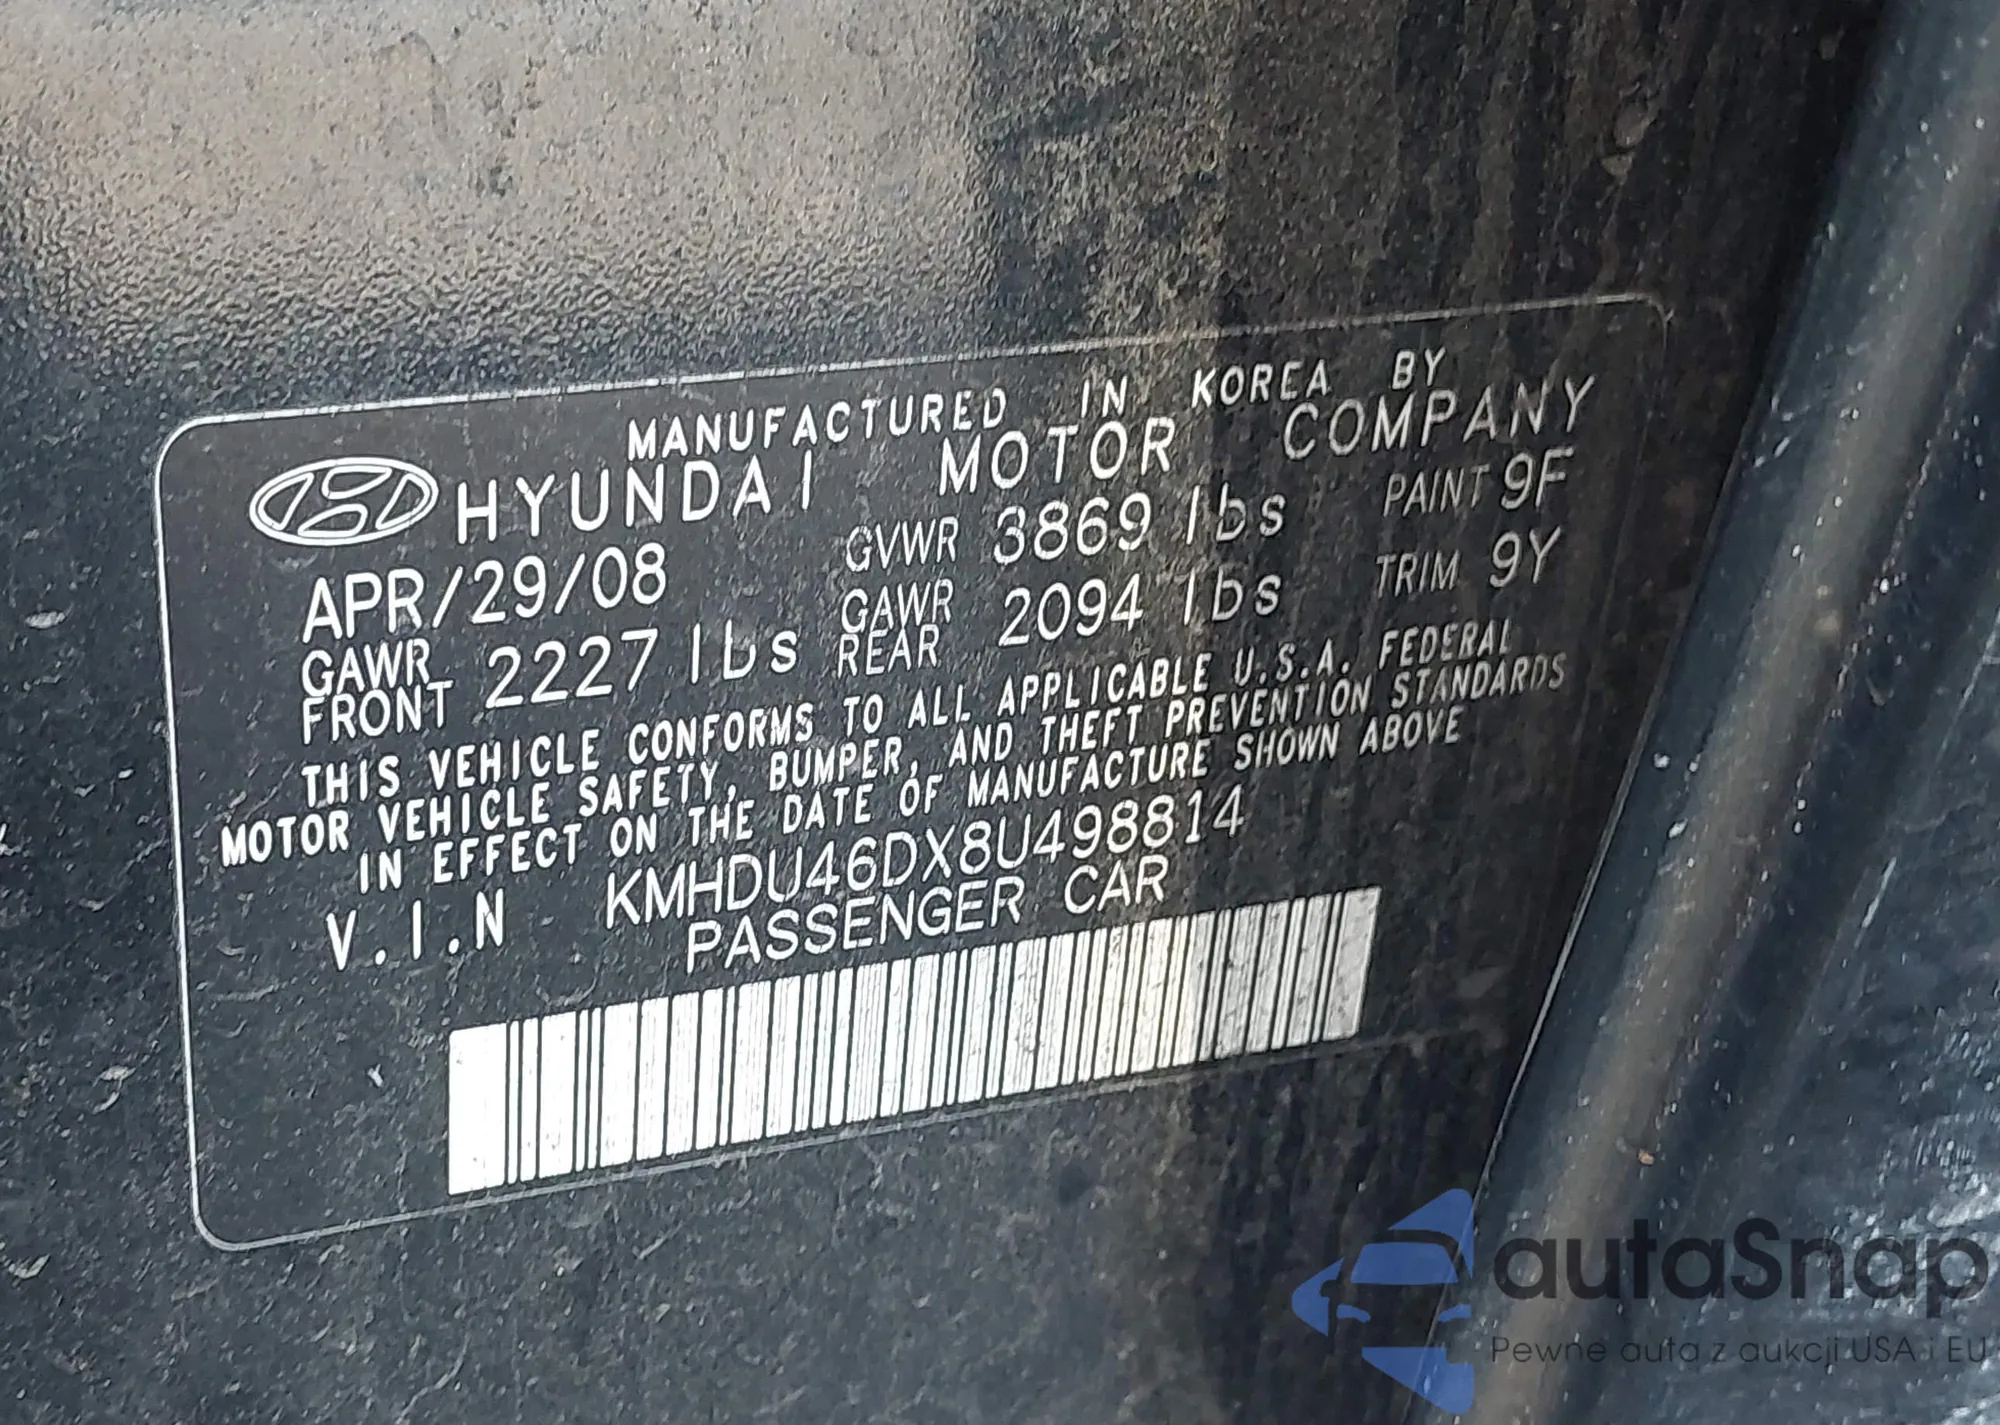 MANUFACTURED IN KOREA BY
HYUNDAI MOTOR COMPANY
APR/29/08 GVWR 3869 lbs PAINT 9F
GAWR FRONT 2227 lbs GAWR REAR 2094 lbs TRIM 9Y
THIS VEHICLE CONFORMS TO ALL APPLICABLE U.S.A. FEDERAL
MOTOR VEHICLE SAFETY, BUMPER, AND THEFT PREVENTION STANDARDS
IN EFFECT ON THE DATE OF MANUFACTURE SHOWN ABOVE
V.I.N KMHDU46DX8U498814
PASSENGER CAR
autaSnap
Pewne auta z aukcji USA i EU